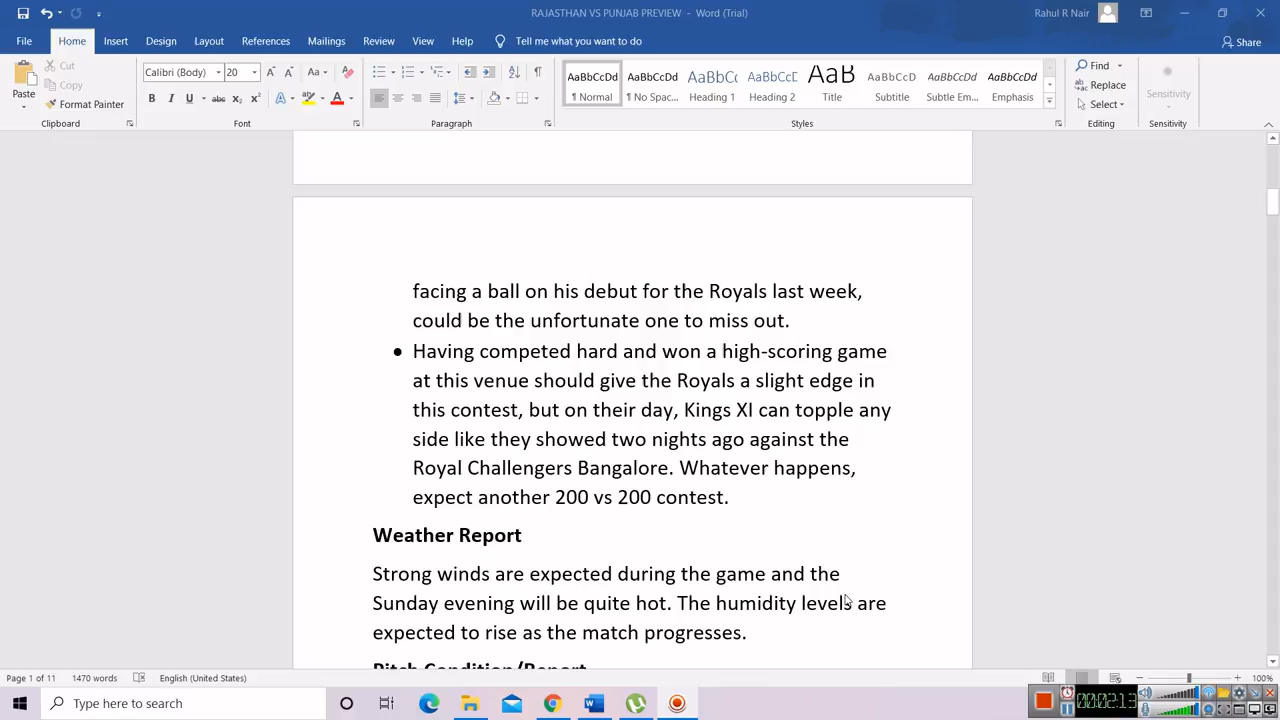 RAJASTHAN VS PUNJAB PREVIEW - Word (Trial)
Rahul R Nair
File Home Insert Design Layout References Mailings Review View Help Tell me what you want to do Share
Paste
Cut
Copy
Format Painter
Calibri (Body) 20
AaBbCcDd AaBbCcDd AaBbCc AaBbCcC AaB AaBbCcD AaBbCcDd AaBbCcDd
¶ Normal ¶ No Spac... Heading 1 Heading 2 Title Subtitle Subtle Em... Emphasis
Find
Replace
Select
Sensitivity
Clipboard Font Paragraph Styles Editing Sensitivity
facing a ball on his debut for the Royals last week,
could be the unfortunate one to miss out.
• Having competed hard and won a high-scoring game
at this venue should give the Royals a slight edge in
this contest, but on their day, Kings XI can topple any
side like they showed two nights ago against the
Royal Challengers Bangalore. Whatever happens,
expect another 200 vs 200 contest.
Weather Report
Strong winds are expected during the game and the
Sunday evening will be quite hot. The humidity levels are
expected to rise as the match progresses.
Pitch Condition/Report
Page 1 of 11 1470 words English (United States) 100%
Type here to search
00:02:13